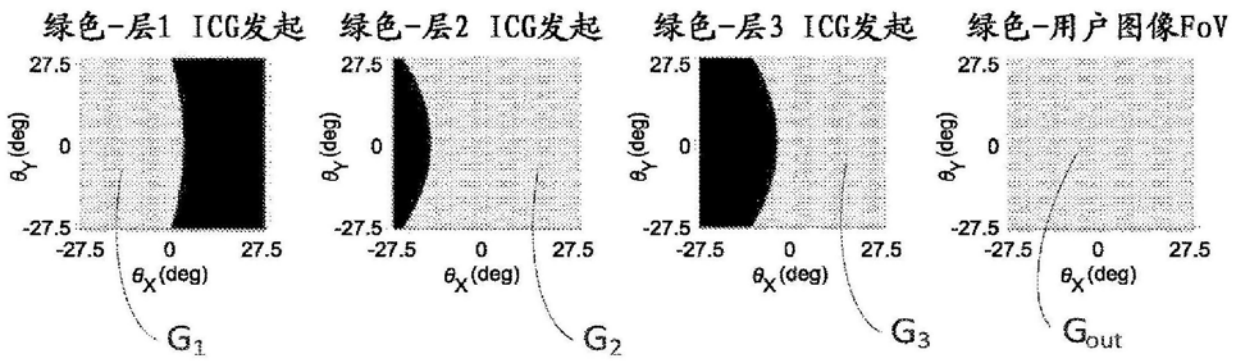 绿色-层1 ICG发起 绿色-层2 ICG发起 绿色-层3 ICG发起 绿色-用户图像FoV
27.5 27.5 27.5 27.5
θY(deg) 0 θY(deg) 0 θY(deg) 0 θY(deg) 0
-27.5 -27.5 -27.5 -27.5
-27.5 0 27.5 -27.5 0 27.5 -27.5 0 27.5 -27.5 0 27.5
θX(deg) θX(deg) θX(deg) θX(deg)
G1 G2 G3 Gout